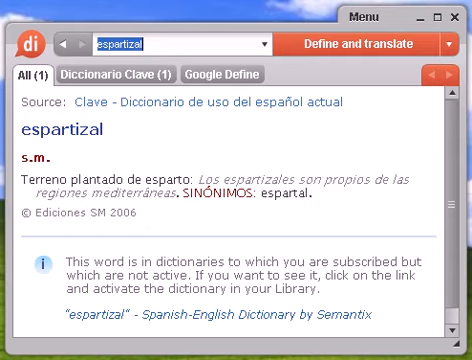 Menu
di
espartizal
Define and translate
All (1)
Diccionario Clave (1)
Google Define
Source: Clave - Diccionario de uso del español actual
espartizal
s.m.
Terreno plantado de esparto: Los espartizales son propios de las
regiones mediterráneas. SINÓNIMOS: espartal.
© Ediciones SM 2006
i
This word is in dictionaries to which you are subscribed but
which are not active. If you want to see it, click on the link
and activate the dictionary in your Library.
"espartizal" - Spanish-English Dictionary by Semantix